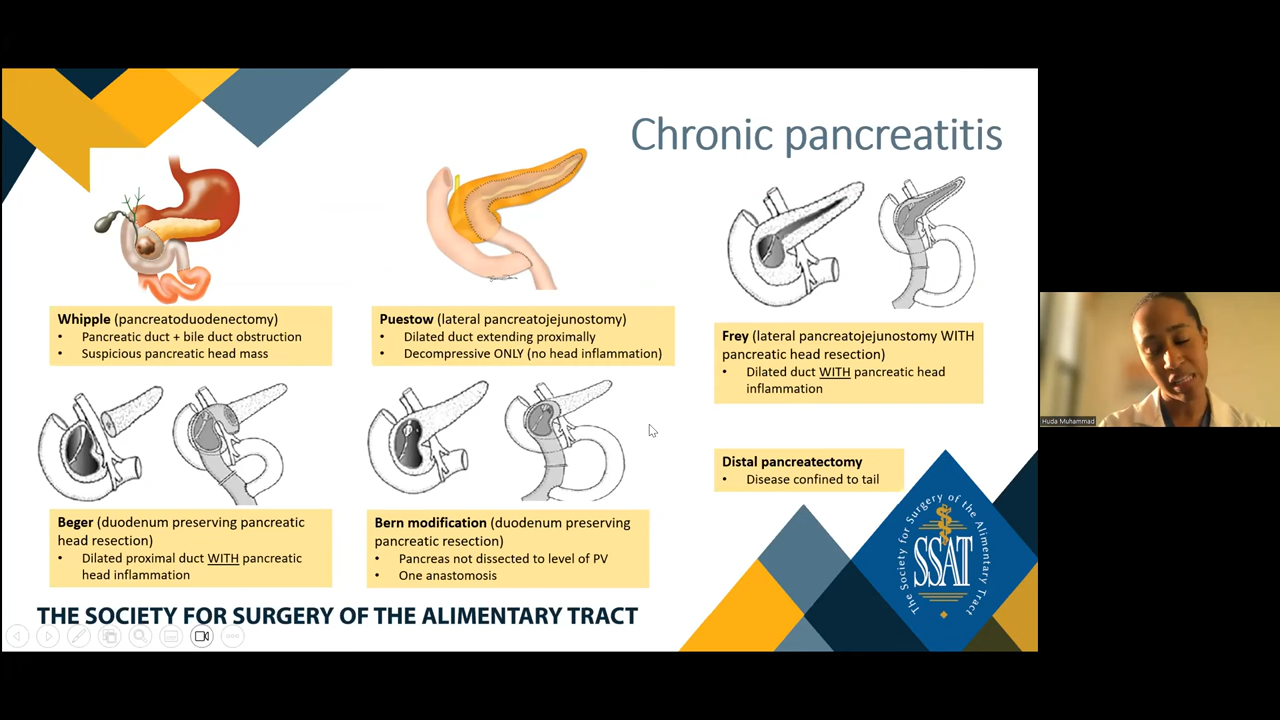 Chronic pancreatitis
Whipple (pancreatoduodenectomy)
• Pancreatic duct + bile duct obstruction
• Suspicious pancreatic head mass
Puestow (lateral pancreatojejunostomy)
• Dilated duct extending proximally
• Decompressive ONLY (no head inflammation)
Frey (lateral pancreatojejunostomy WITH
pancreatic head resection)
• Dilated duct WITH pancreatic head
inflammation
Beger (duodenum preserving pancreatic
head resection)
• Dilated proximal duct WITH pancreatic
head inflammation
Bern modification (duodenum preserving
pancreatic resection)
• Pancreas not dissected to level of PV
• One anastomosis
Distal pancreatectomy
• Disease confined to tail
THE SOCIETY FOR SURGERY OF THE ALIMENTARY TRACT
The Society for Surgery of the Alimentary Tract
SSAT
Huda Muhammad